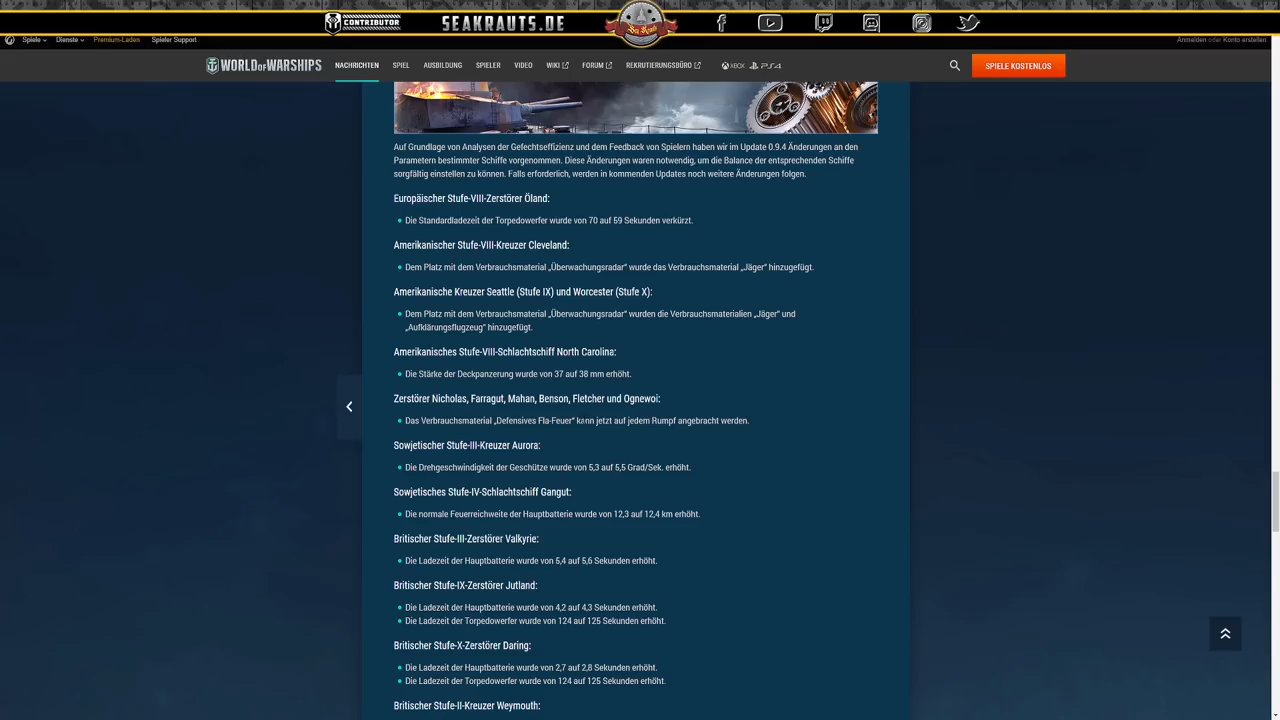 CONTRIBUTOR
SEAKRAUTS.DE
Spiele
Dienste
Premium-Laden
Spieler Support
Anmelden oder Konto erstellen
WORLD OF WARSHIPS
NACHRICHTEN
SPIEL
AUSBILDUNG
SPIELER
VIDEO
WIKI
FORUM
REKRUTIERUNGSBÜRO
XBOX
PS4
SPIELE KOSTENLOS
Auf Grundlage von Analysen der Gefechtseffizienz und dem Feedback von Spielern haben wir im Update 0.9.4 Änderungen an den
Parametern bestimmter Schiffe vorgenommen. Diese Änderungen waren notwendig, um die Balance der entsprechenden Schiffe
sorgfältig einstellen zu können. Falls erforderlich, werden in kommenden Updates noch weitere Änderungen folgen.
Europäischer Stufe-VIII-Zerstörer Öland:
Die Standardladezeit der Torpedowerfer wurde von 70 auf 59 Sekunden verkürzt.
Amerikanischer Stufe-VIII-Kreuzer Cleveland:
Dem Platz mit dem Verbrauchsmaterial „Überwachungsradar“ wurde das Verbrauchsmaterial „Jäger“ hinzugefügt.
Amerikanische Kreuzer Seattle (Stufe IX) und Worcester (Stufe X):
Dem Platz mit dem Verbrauchsmaterial „Überwachungsradar“ wurden die Verbrauchsmaterialien „Jäger“ und
„Aufklärungsflugzeug“ hinzugefügt.
Amerikanisches Stufe-VIII-Schlachtschiff North Carolina:
Die Stärke der Deckpanzerung wurde von 37 auf 38 mm erhöht.
Zerstörer Nicholas, Farragut, Mahan, Benson, Fletcher und Ognewoi:
Das Verbrauchsmaterial „Defensives Fla-Feuer“ kann jetzt auf jedem Rumpf angebracht werden.
Sowjetischer Stufe-III-Kreuzer Aurora:
Die Drehgeschwindigkeit der Geschütze wurde von 5,3 auf 5,5 Grad/Sek. erhöht.
Sowjetisches Stufe-IV-Schlachtschiff Gangut:
Die normale Feuerreichweite der Hauptbatterie wurde von 12,3 auf 12,4 km erhöht.
Britischer Stufe-III-Zerstörer Valkyrie:
Die Ladezeit der Hauptbatterie wurde von 5,4 auf 5,6 Sekunden erhöht.
Britischer Stufe-IX-Zerstörer Jutland:
Die Ladezeit der Hauptbatterie wurde von 4,2 auf 4,3 Sekunden erhöht.
Die Ladezeit der Torpedowerfer wurde von 124 auf 125 Sekunden erhöht.
Britischer Stufe-X-Zerstörer Daring:
Die Ladezeit der Hauptbatterie wurde von 2,7 auf 2,8 Sekunden erhöht.
Die Ladezeit der Torpedowerfer wurde von 124 auf 125 Sekunden erhöht.
Britischer Stufe-II-Kreuzer Weymouth: